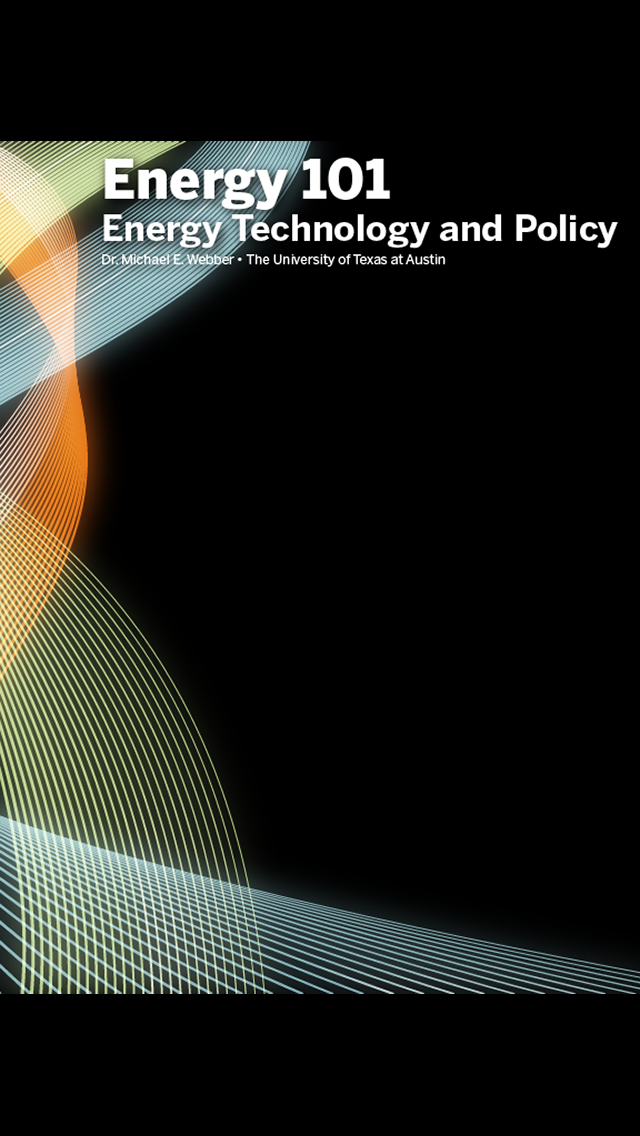 Energy 101
Energy Technology and Policy
Dr. Michael E. Webber • The University of Texas at Austin